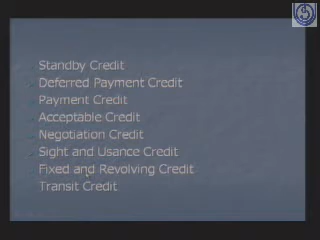 Standby Credit
Deferred Payment Credit
Payment Credit
Acceptable Credit
Negotiation Credit
Sight and Usance Credit
Fixed and Revolving Credit
Transit Credit